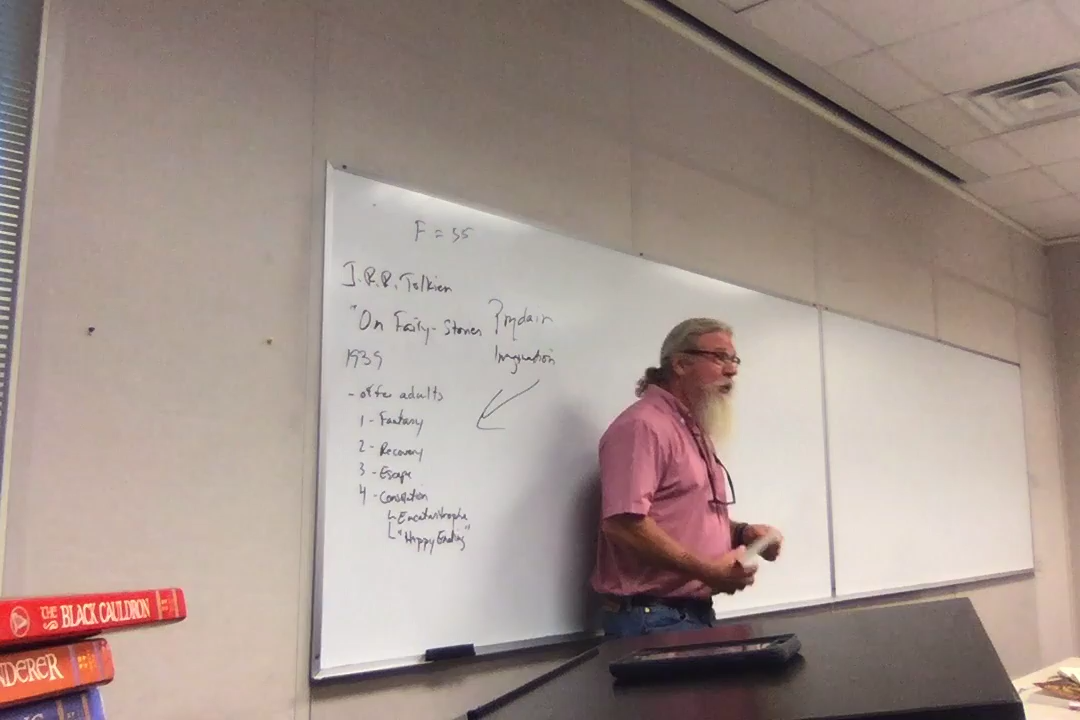 F = 35
J.R.R. Tolkien
"On Fairy-Stories
Prydain
1939
Imagination
- offer adults
1 - Fantasy
2 - Recovery
3 - Escape
4 - Consolation
Eucatastrophe
"Happy Ending"
THE BLACK CAULDRON
NDERER